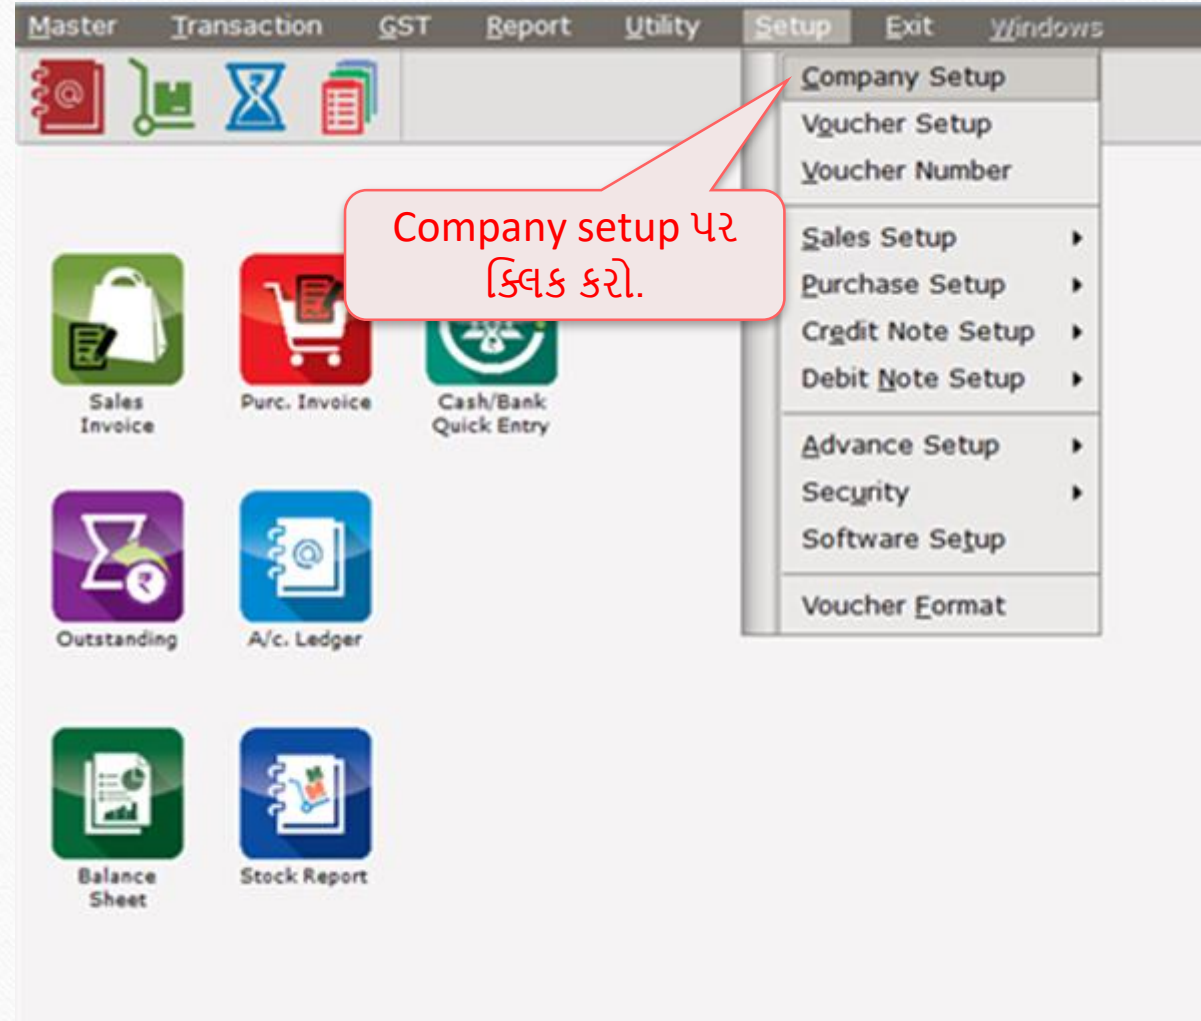 Master Transaction GST Report Utility Setup Exit Windows
Company Setup
Voucher Setup
Voucher Number
Sales Setup
Purchase Setup
Credit Note Setup
Debit Note Setup
Advance Setup
Security
Software Setup
Voucher Format
Company setup પર
ક્લિક કરો.
Sales
Invoice
Purc. Invoice
Cash/Bank
Quick Entry
Outstanding
A/c. Ledger
Balance
Sheet
Stock Report